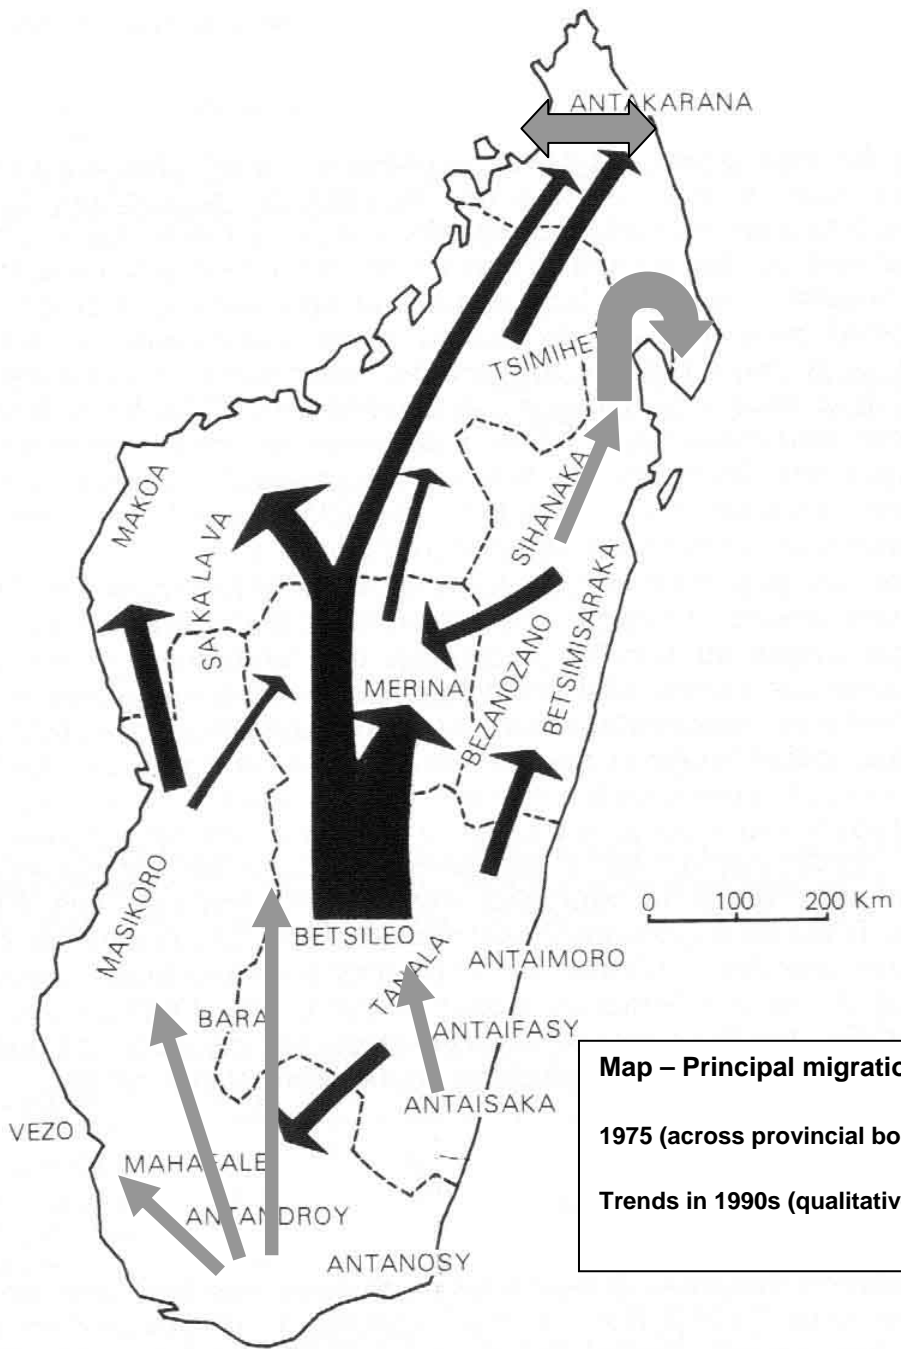 ANTAKARANA
TSIMIHE
MAKOA
SAKALAVA
SIHANAKA
BETSIMISARAKA
BEZANOZANO
MERINA
MASIKORO
0 100 200 Km
BETSILEO
TANALA
ANTAIMORO
BARA
ANTAIFASY
ANTAISAKA
VEZO
MAHAFALE
ANTANDROY
ANTANOSY
Map – Principal migratio
1975 (across provincial bo
Trends in 1990s (qualitativ